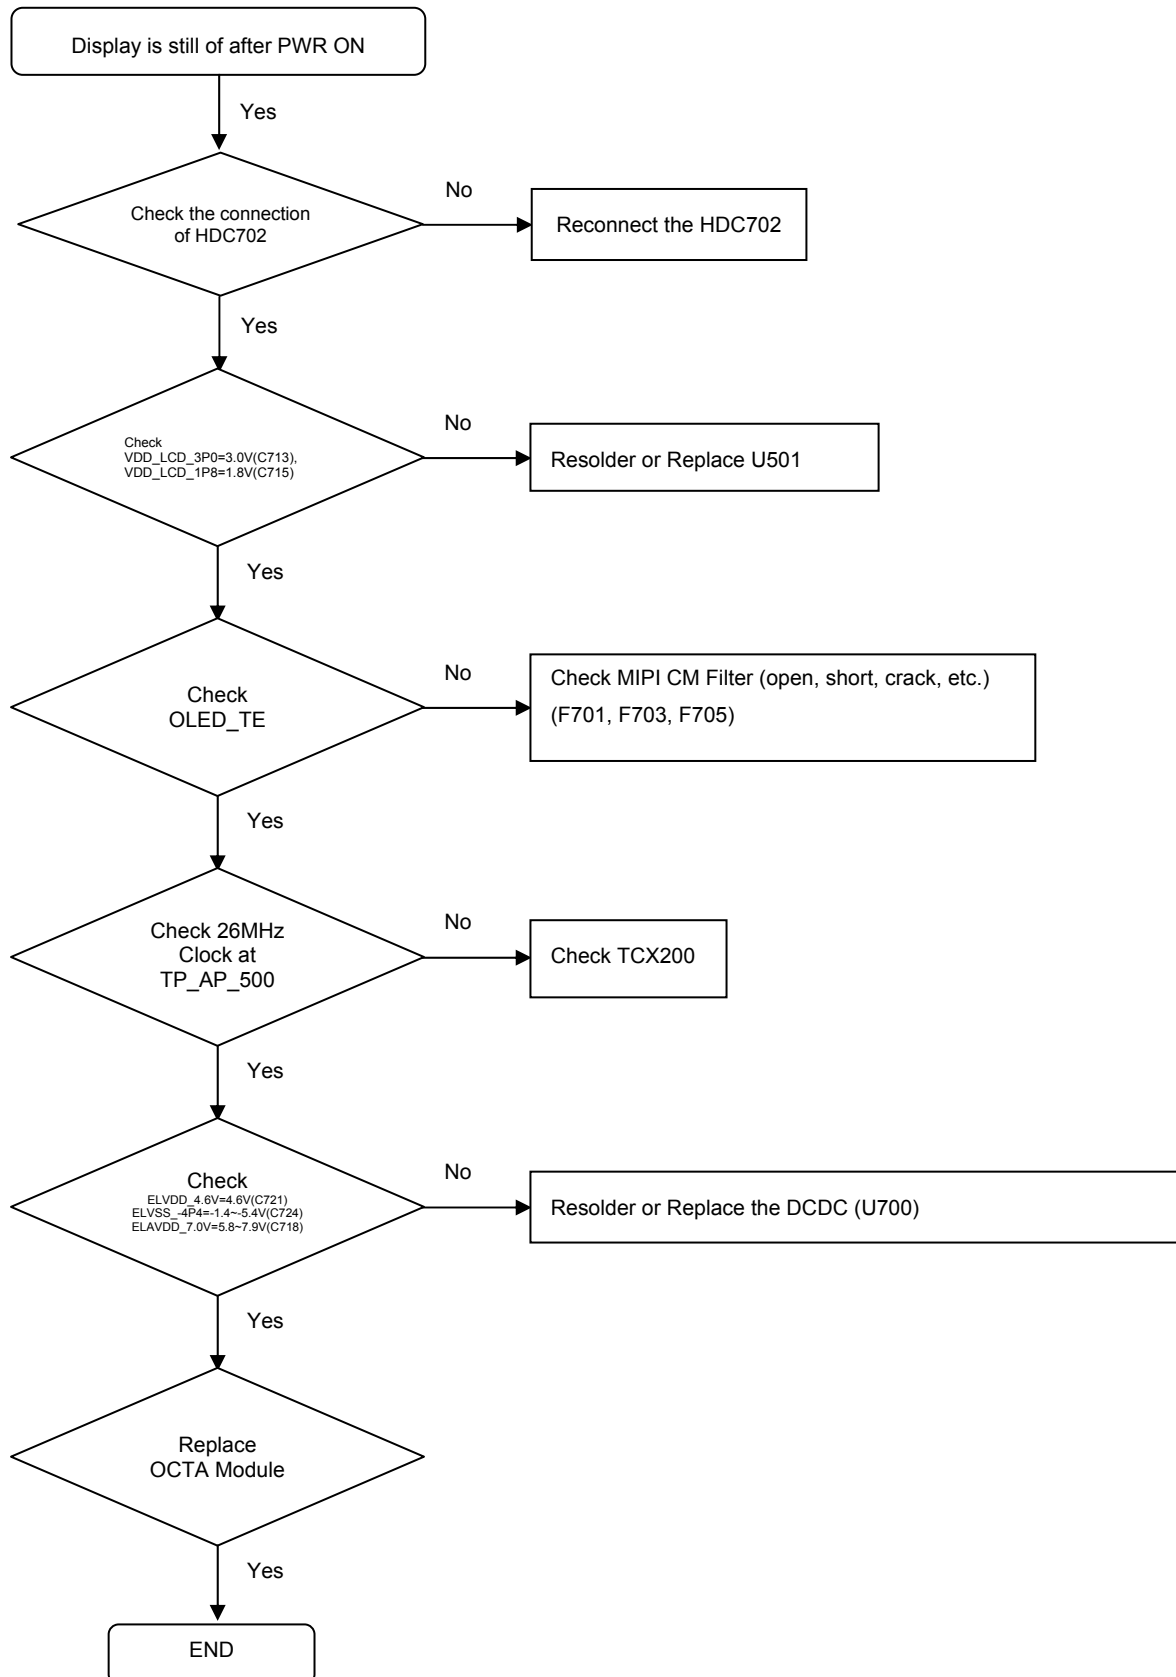 Display is still of after PWR ON
Yes
Check the connection
of HDC702
No
Reconnect the HDC702
Yes
Check
VDD_LCD_3P0=3.0V(C713),
VDD_LCD_1P8=1.8V(C715)
No
Resolder or Replace U501
Yes
Check
OLED_TE
No
Check MIPI CM Filter (open, short, crack, etc.)
(F701, F703, F705)
Yes
Check 26MHz
Clock at
TP_AP_500
No
Check TCX200
Yes
Check
ELVDD_4.6V=4.6V(C721)
ELVSS_-4P4=-1.4~-5.4V(C724)
ELAVDD_7.0V=5.8~7.9V(C718)
No
Resolder or Replace the DCDC (U700)
Yes
Replace
OCTA Module
Yes
END